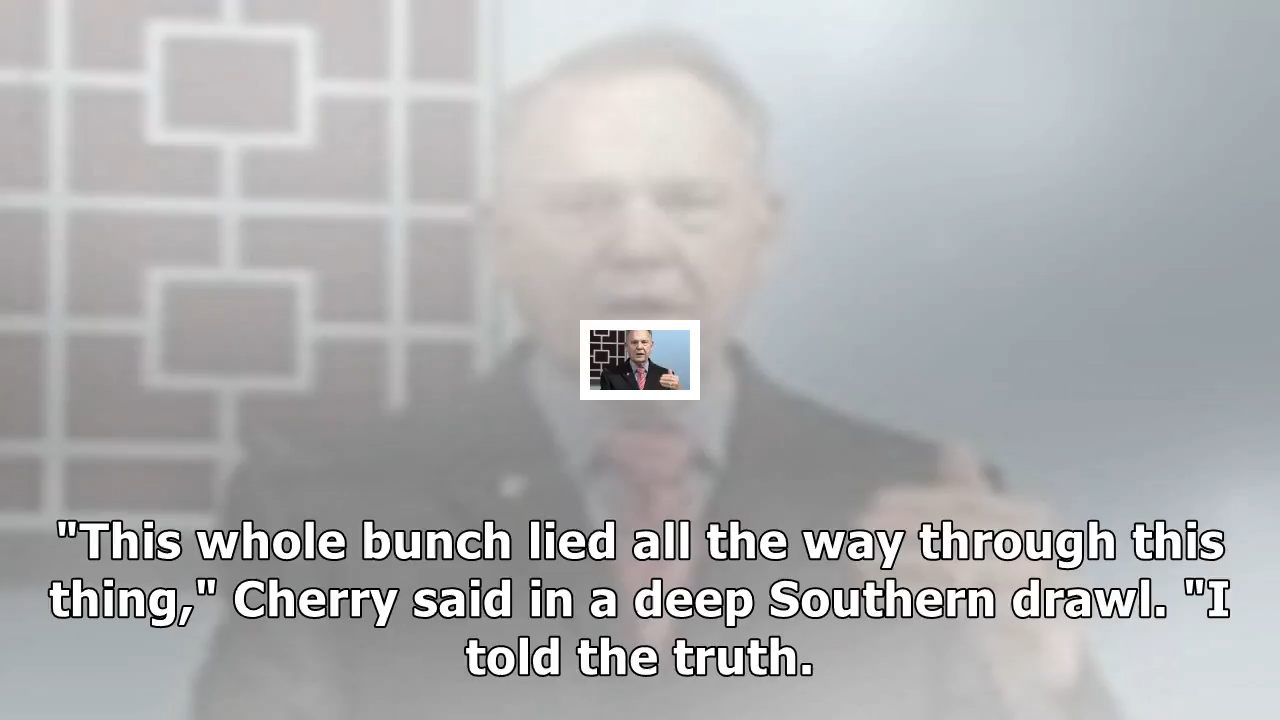 "This whole bunch lied all the way through this
thing," Cherry said in a deep Southern drawl. "I
told the truth.